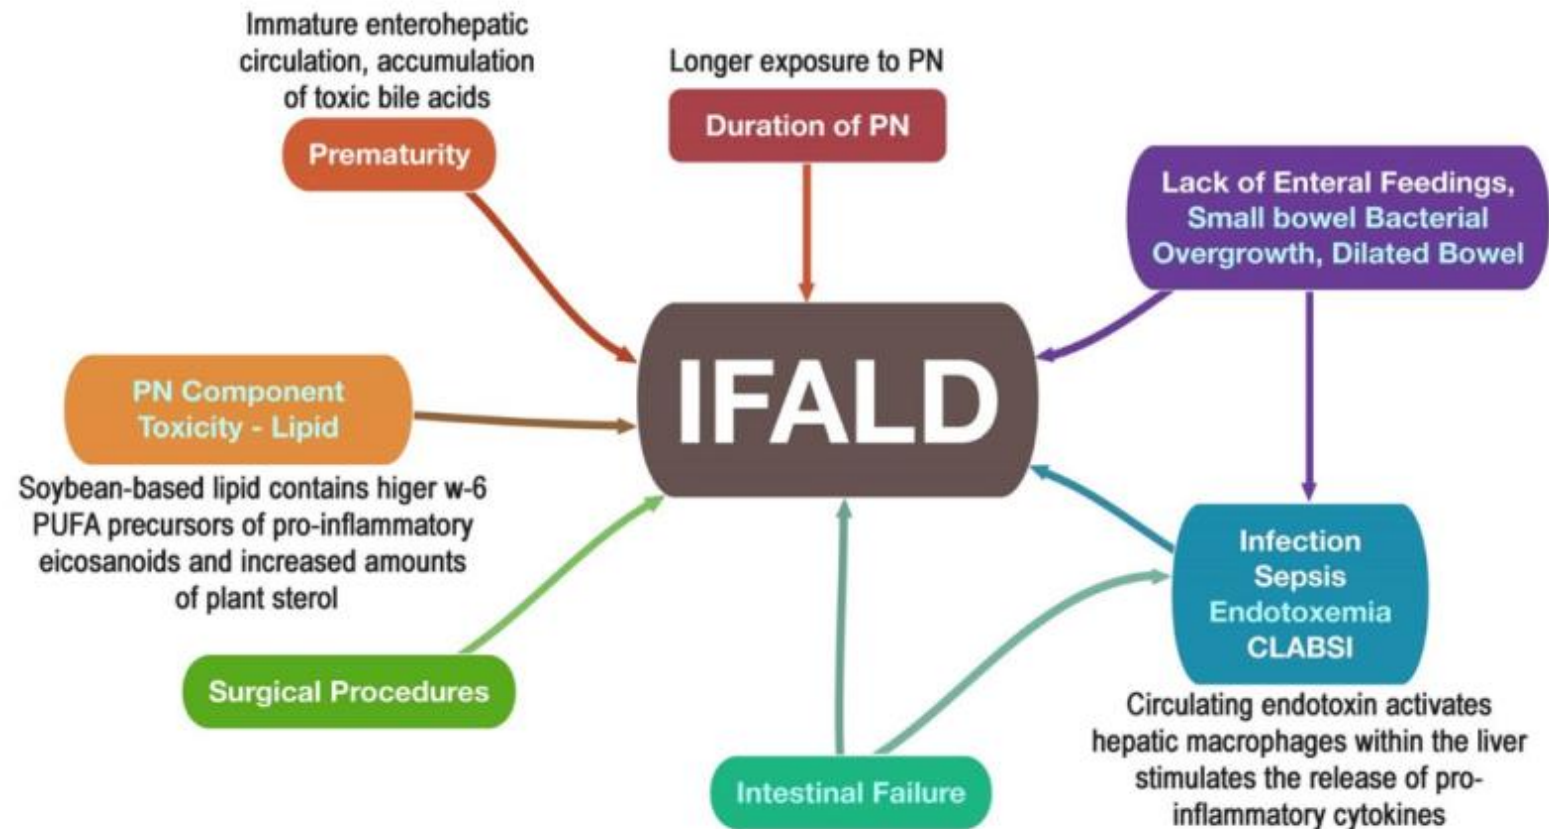 Immature enterohepatic
circulation, accumulation
of toxic bile acids
Prematurity
Longer exposure to PN
Duration of PN
Lack of Enteral Feedings,
Small bowel Bacterial
Overgrowth, Dilated Bowel
IFALD
PN Component
Toxicity - Lipid
Soybean-based lipid contains higer w-6
PUFA precursors of pro-inflammatory
eicosanoids and increased amounts
of plant sterol
Surgical Procedures
Intestinal Failure
Infection
Sepsis
Endotoxemia
CLABSI
Circulating endotoxin activates
hepatic macrophages within the liver
stimulates the release of pro-
inflammatory cytokines